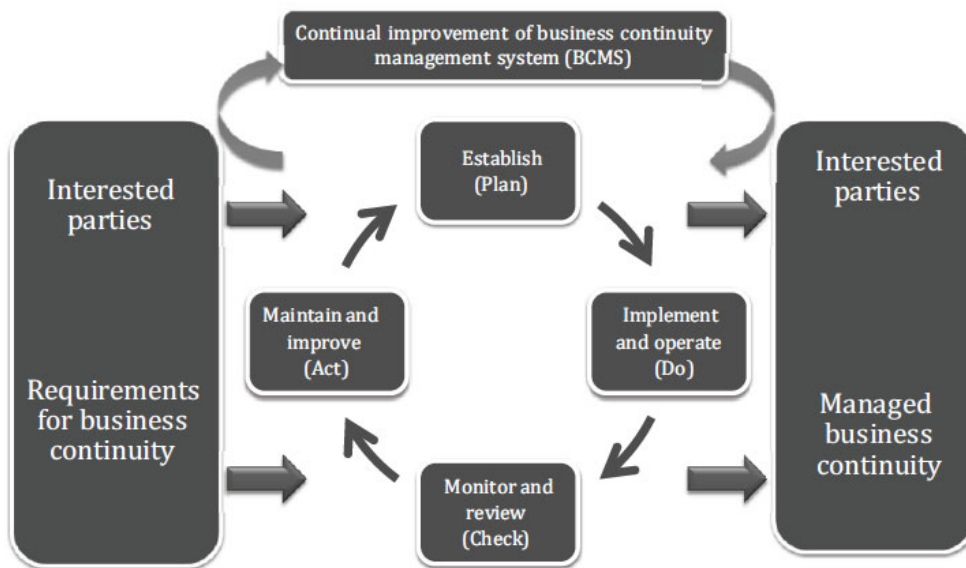 Continual improvement of business continuity
management system (BCMS)
Interested
parties
Requirements
for business
continuity
Establish
(Plan)
Maintain and
improve
(Act)
Implement
and operate
(Do)
Monitor and
review
(Check)
Interested
parties
Managed
business
continuity